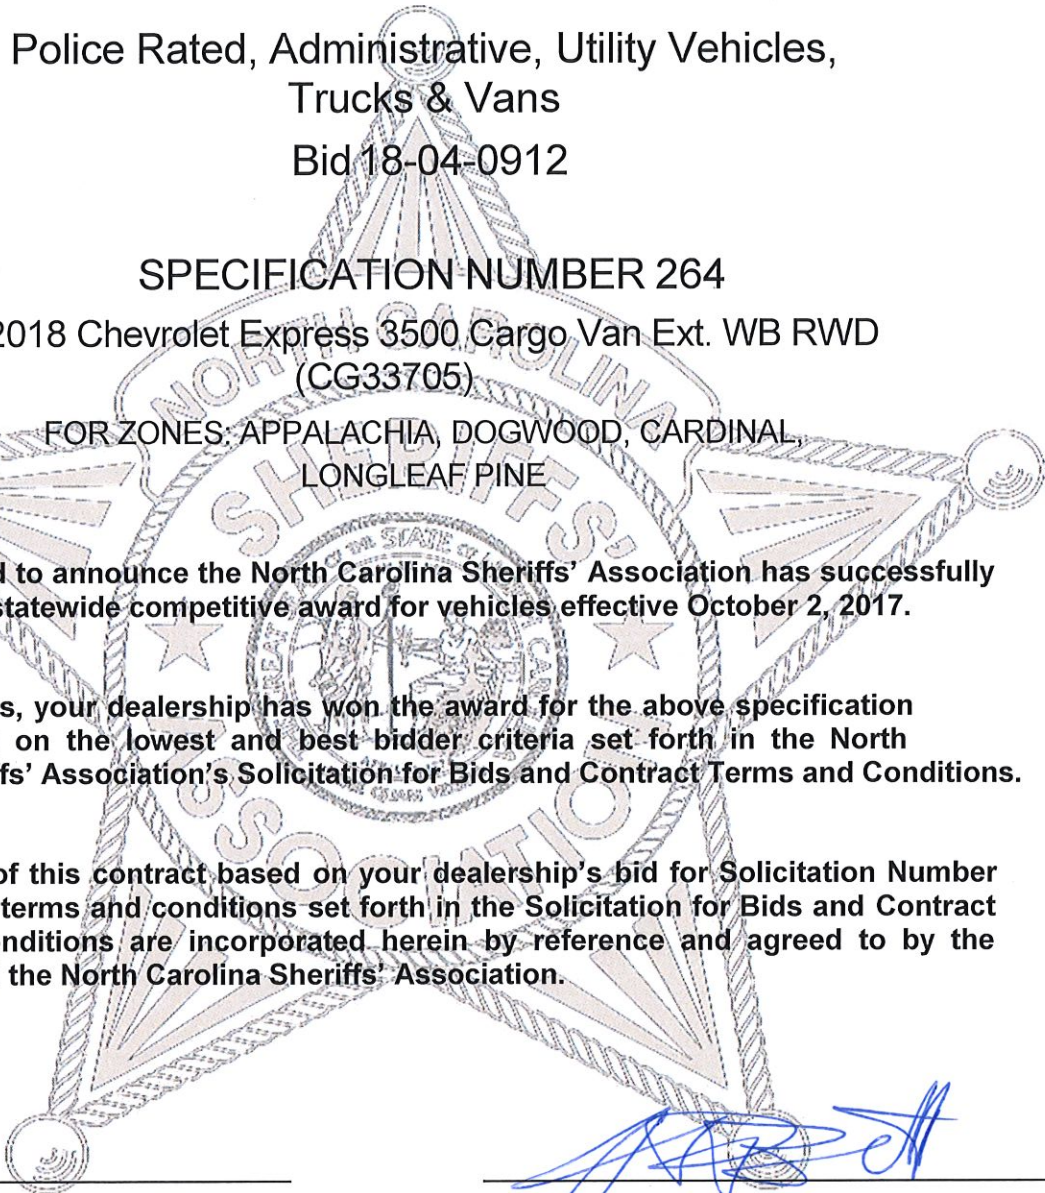 Police Rated, Administrative, Utility Vehicles,
Trucks & Vans
Bid 18-04-0912
SPECIFICATION NUMBER 264
2018 Chevrolet Express 3500 Cargo Van Ext. WB RWD
(CG33705)
FOR ZONES: APPALACHIA, DOGWOOD, CARDINAL,
LONGLEAF PINE
NORTH CAROLINA
SHERIFFS'
ASSOCIATION
to announce the North Carolina Sheriffs' Association has successfully
statewide competitive award for vehicles effective October 2, 2017.
s, your dealership has won the award for the above specification
on the lowest and best bidder criteria set forth in the North
fs' Association's Solicitation for Bids and Contract Terms and Conditions.
of this contract based on your dealership's bid for Solicitation Number
terms and conditions set forth in the Solicitation for Bids and Contract
nditions are incorporated herein by reference and agreed to by the
the North Carolina Sheriffs' Association.